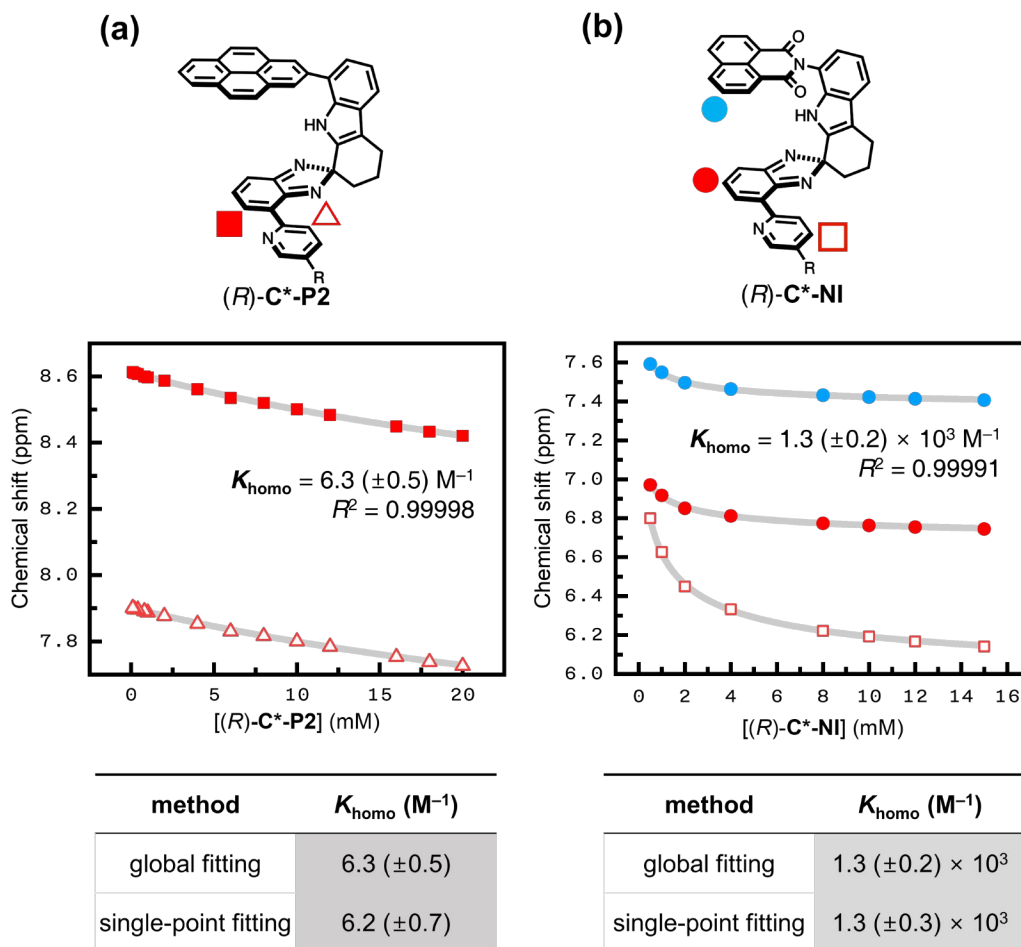 (a)
HN
N
N
N
R
(R)-C*-P2
(b)
O
N
O
HN
N
N
N
R
(R)-C*-NI
Chemical shift (ppm)
8.6
8.4
8.2
8.0
7.8
Khomo = 6.3 (±0.5) M⁻¹
R² = 0.99998
0
5
10
15
20
[(R)-C*-P2] (mM)
Chemical shift (ppm)
7.6
7.4
7.2
7.0
6.8
6.6
6.4
6.2
6.0
Khomo = 1.3 (±0.2) × 10³ M⁻¹
R² = 0.99991
0
2
4
6
8
10
12
14
16
[(R)-C*-NI] (mM)
method Khomo (M⁻¹)
global fitting 6.3 (±0.5)
single-point fitting 6.2 (±0.7)
method Khomo (M⁻¹)
global fitting 1.3 (±0.2) × 10³
single-point fitting 1.3 (±0.3) × 10³